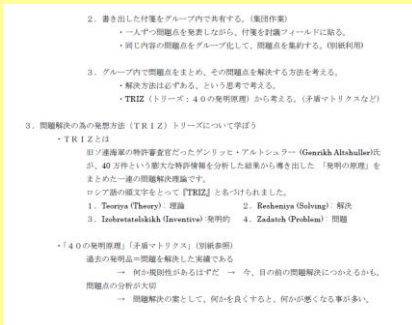 ２．書き出した付箋をグループ内で共有する。（集団作業）
・一人ずつ問題点を発表しながら、付箋を討議フィールドに貼る。
・同じ内容の問題点をグループ化して、問題点を集約する。（別紙利用）
３．グループ内で問題点をまとめ、その問題点を解決する方法を考える。
・解決方法は必ずある、という思考で考える。
・TRIZ（トリーズ：４０の発明原理）から考える。（矛盾マトリクスなど）
３．問題解決の為の発想方法（ＴＲＩＺ）トリーズについて学ぼう
・ＴＲＩＺとは
旧ソ連海軍の特許審査官だったゲンリッヒ・アルトシュラー (Genrikh Altshuller)氏
が、40 万件という膨大な特許情報を分析した結果から導き出した 「発明の原理」を
まとめた一連の問題解決理論です。
ロシア語の頭文字をとって『TRIZ』と名づけられました。
１．Teoriya (Theory)：理論 ２．Resheniya (Solving)：解決
３．Izobretatelskikh (Inventive)：発明的 ４．Zadatch (Problem)：問題
・「４０の発明原理」「矛盾マトリクス」（別紙参照）
過去の発明品＝問題を解決した実績である
→ 何か規則性があるはずだ → 今、目の前の問題解決につかえるかも。
問題点の分析が大切
→ 問題解決の案として、何かを良くすると、何かが悪くなる事が多い。